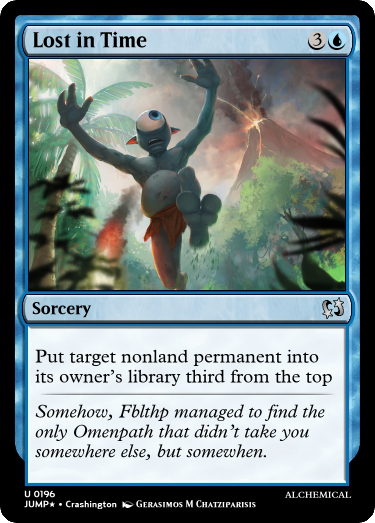 Lost in Time 3
Sorcery
Put target nonland permanent into
its owner's library third from the top
Somehow, Fblthp managed to find the
only Omenpath that didn't take you
somewhere else, but somewhen.
U 0196
JUMP★ • Crashington GERASIMOS M CHATZIPARISIS
ALCHEMICAL